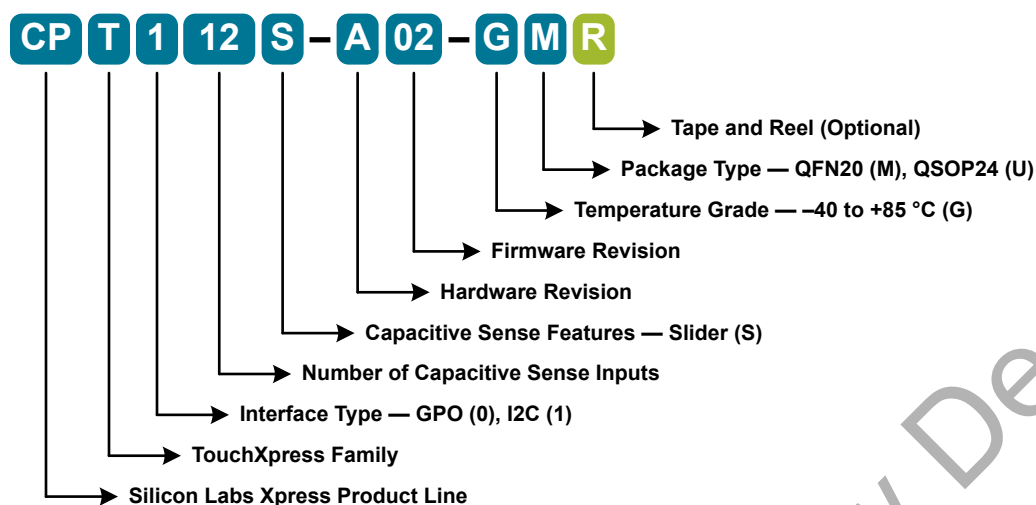 CP T 1 12 S – A 02 – G M R
Tape and Reel (Optional)
Package Type — QFN20 (M), QSOP24 (U)
Temperature Grade — –40 to +85 °C (G)
Firmware Revision
Hardware Revision
Capacitive Sense Features — Slider (S)
Number of Capacitive Sense Inputs
Interface Type — GPO (0), I2C (1)
TouchXpress Family
Silicon Labs Xpress Product Line